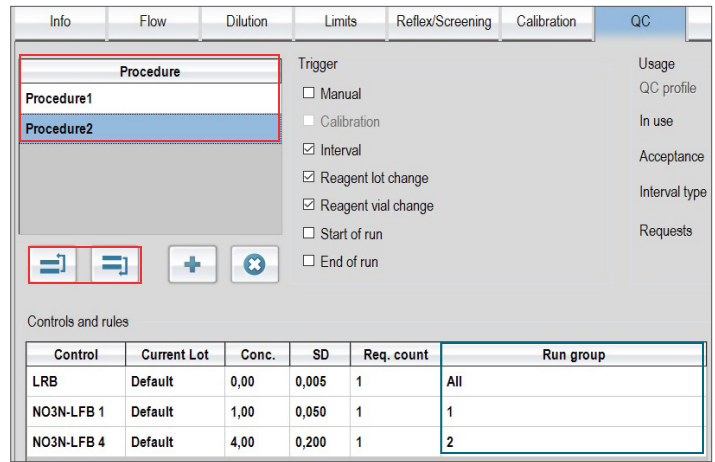 Info Flow Dilution Limits Reflex/Screening Calibration QC
Procedure
Procedure1
Procedure2
Trigger
Manual
Calibration
Interval
Reagent lot change
Reagent vial change
Start of run
End of run
Usage
QC profile
In use
Acceptance
Interval type
Requests
Controls and rules
Control Current Lot Conc. SD Req. count Run group
LRB Default 0,00 0,005 1 All
NO3N-LFB 1 Default 1,00 0,050 1 1
NO3N-LFB 4 Default 4,00 0,200 1 2